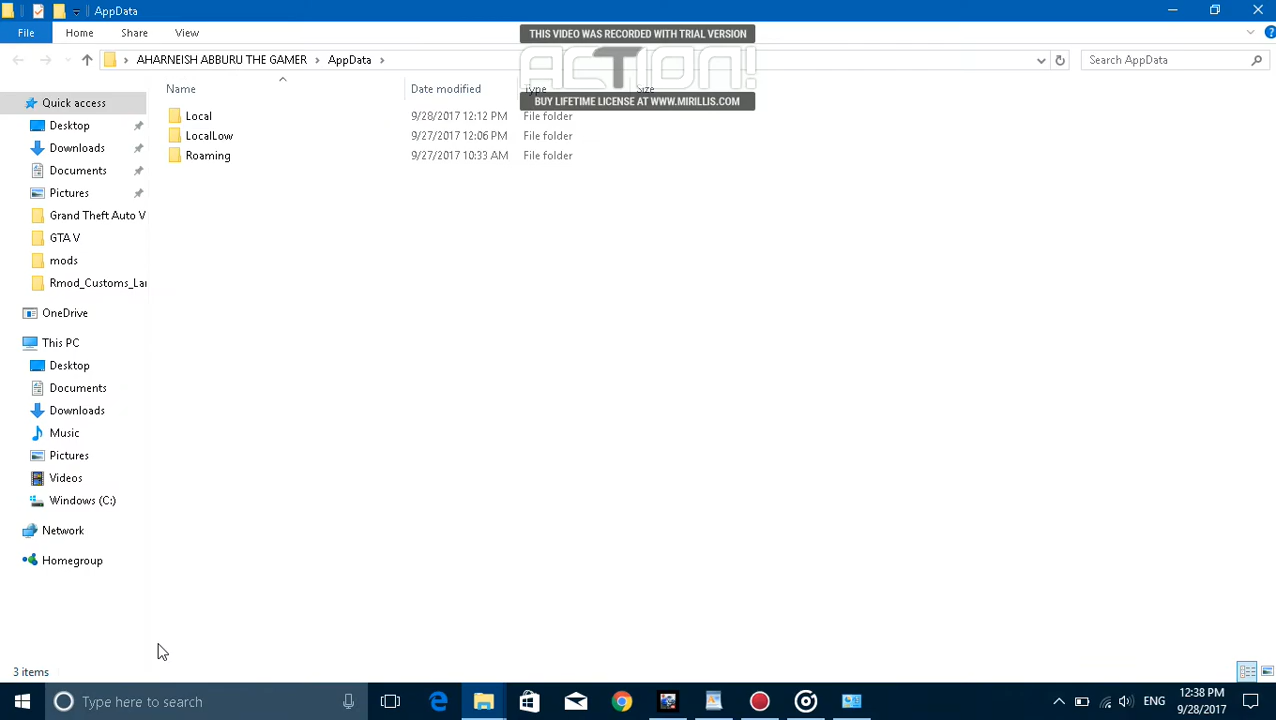 AppData
File Home Share View
THIS VIDEO WAS RECORDED WITH TRIAL VERSION
ACTION!
BUY LIFETIME LICENSE AT WWW.MIRILLIS.COM
AHARNEISH ABBURU THE GAMER > AppData >
Search AppData
Name Date modified Type Size
Local 9/28/2017 12:12 PM File folder
LocalLow 9/27/2017 12:06 PM File folder
Roaming 9/27/2017 10:33 AM File folder
Quick access
Desktop
Downloads
Documents
Pictures
Grand Theft Auto V
GTA V
mods
Rmod_Customs_Lar
OneDrive
This PC
Desktop
Documents
Downloads
Music
Pictures
Videos
Windows (C:)
Network
Homegroup
3 items
Type here to search
ENG
12:38 PM
9/28/2017